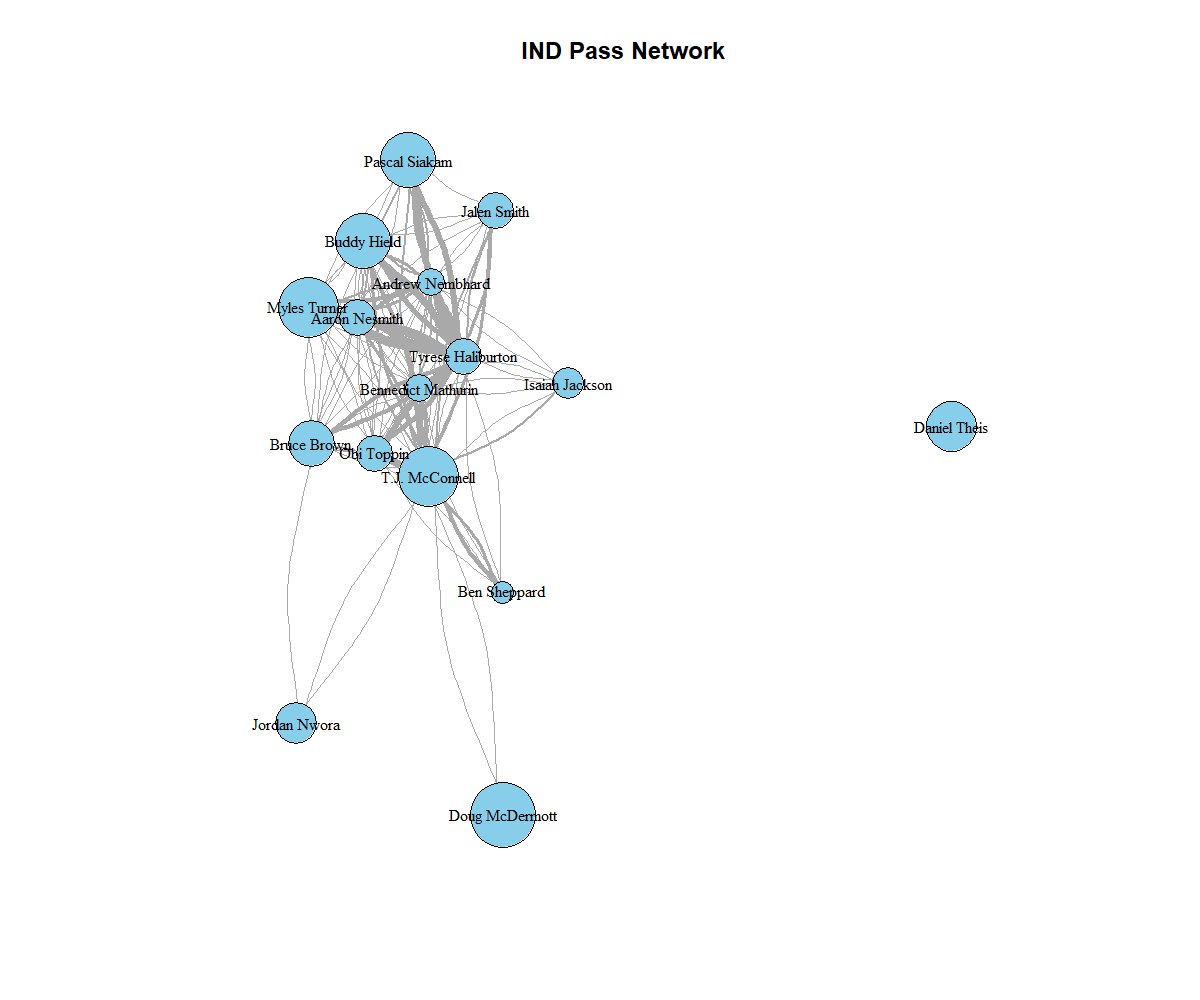 IND Pass Network
Pascal Siakam
Jalen Smith
Buddy Hield
Andrew Nembhard
Myles Turner
Aaron Nesmith
Tyrese Haliburton
Isaiah Jackson
Bennedict Mathurin
Daniel Theis
Bruce Brown
Obi Toppin
T.J. McConnell
Ben Sheppard
Jordan Nwora
Doug McDermott